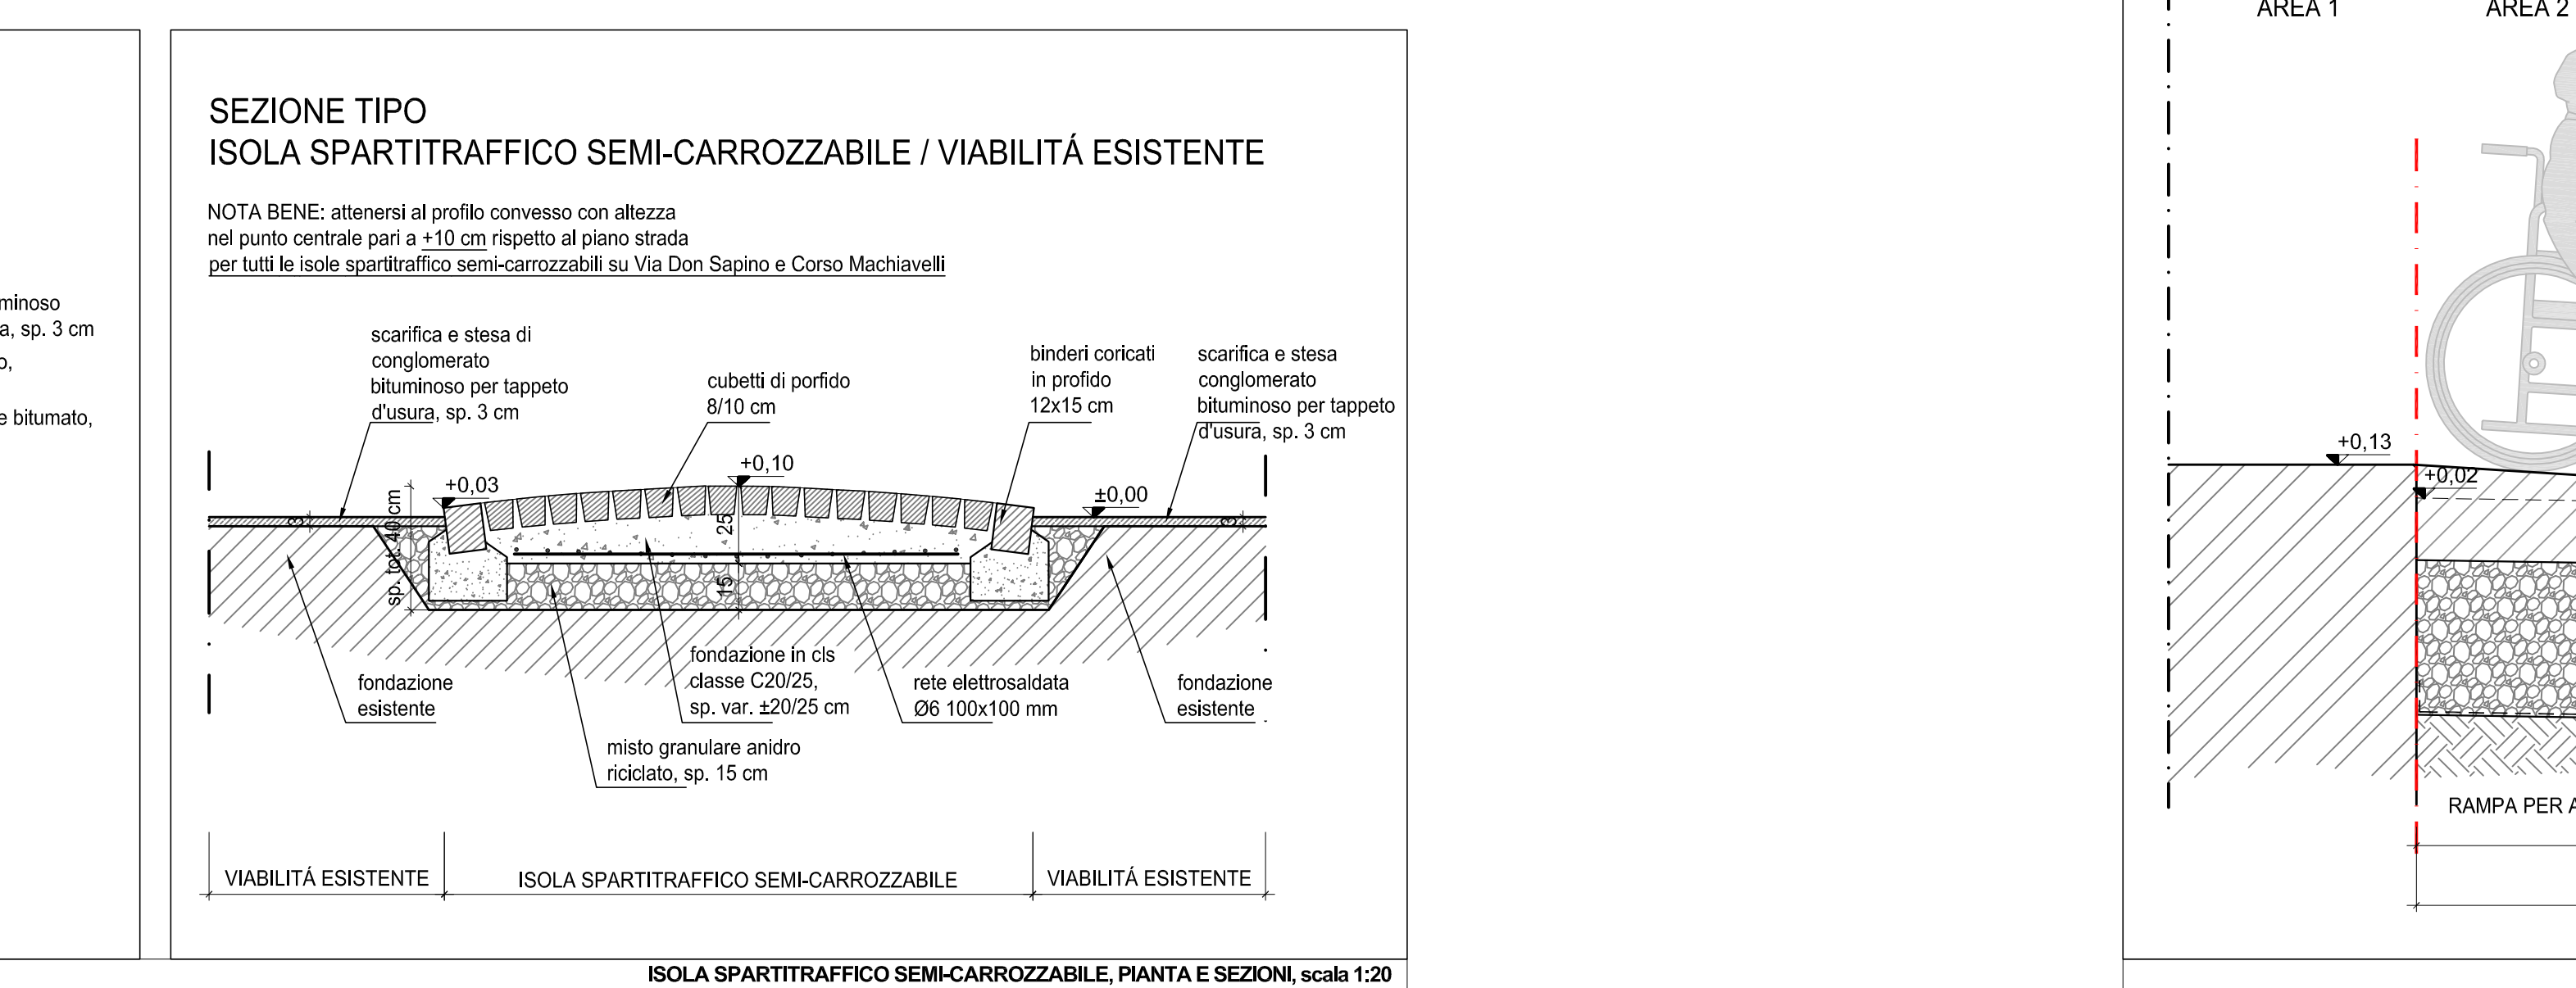 minoso
a, sp. 3 cm
o,
e bitumato,
SEZIONE TIPO
ISOLA SPARTITRAFFICO SEMI-CARROZZABILE / VIABILITÁ ESISTENTE
NOTA BENE: attenersi al profilo convesso con altezza
nel punto centrale pari a +10 cm rispetto al piano strada
per tutti le isole spartitraffico semi-carrozzabili su Via Don Sapino e Corso Machiavelli
scarifica e stesa di
conglomerato
bituminoso per tappeto
d'usura, sp. 3 cm
cubetti di porfido
8/10 cm
binderi coricati
in profido
12x15 cm
scarifica e stesa
conglomerato
bituminoso per tappeto
d'usura, sp. 3 cm
+0,03
+0,10
±0,00
3
sp. tot. 40 cm
25
15
3
fondazione
esistente
fondazione in cls
classe C20/25,
sp. var. ±20/25 cm
rete elettrosaldata
Ø6 100x100 mm
fondazione
esistente
misto granulare anidro
riciclato, sp. 15 cm
VIABILITÁ ESISTENTE
ISOLA SPARTITRAFFICO SEMI-CARROZZABILE
VIABILITÁ ESISTENTE
ISOLA SPARTITRAFFICO SEMI-CARROZZABILE, PIANTA E SEZIONI, scala 1:20
AREA 1
AREA 2
+0,13
+0,02
RAMPA PER A